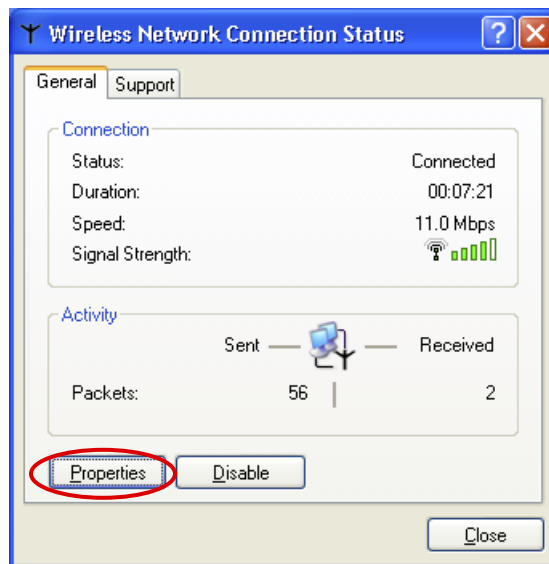 Wireless Network Connection Status
General Support
Connection
Status: Connected
Duration: 00:07:21
Speed: 11.0 Mbps
Signal Strength:
Activity
Sent Received
Packets: 56 2
Properties Disable
Close